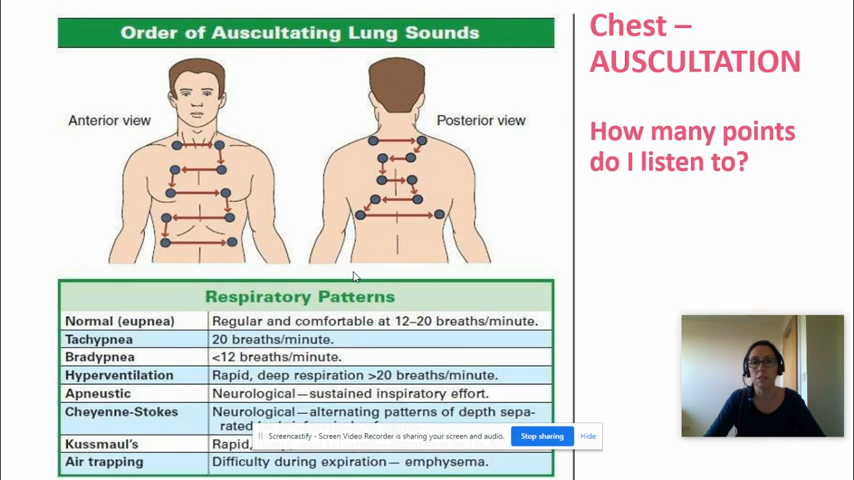 Order of Auscultating Lung Sounds
Anterior view
Posterior view
Chest –
AUSCULTATION
How many points
do I listen to?
Respiratory Patterns
Normal (eupnea) Regular and comfortable at 12–20 breaths/minute.
Tachypnea 20 breaths/minute.
Bradypnea <12 breaths/minute.
Hyperventilation Rapid, deep respiration >20 breaths/minute.
Apneustic Neurological—sustained inspiratory effort.
Cheyenne-Stokes Neurological—alternating patterns of depth sepa-
Screencastify - Screen Video Recorder is sharing your screen and audio. Stop sharing Hide
Kussmaul's Rapid,
Air trapping Difficulty during expiration— emphysema.